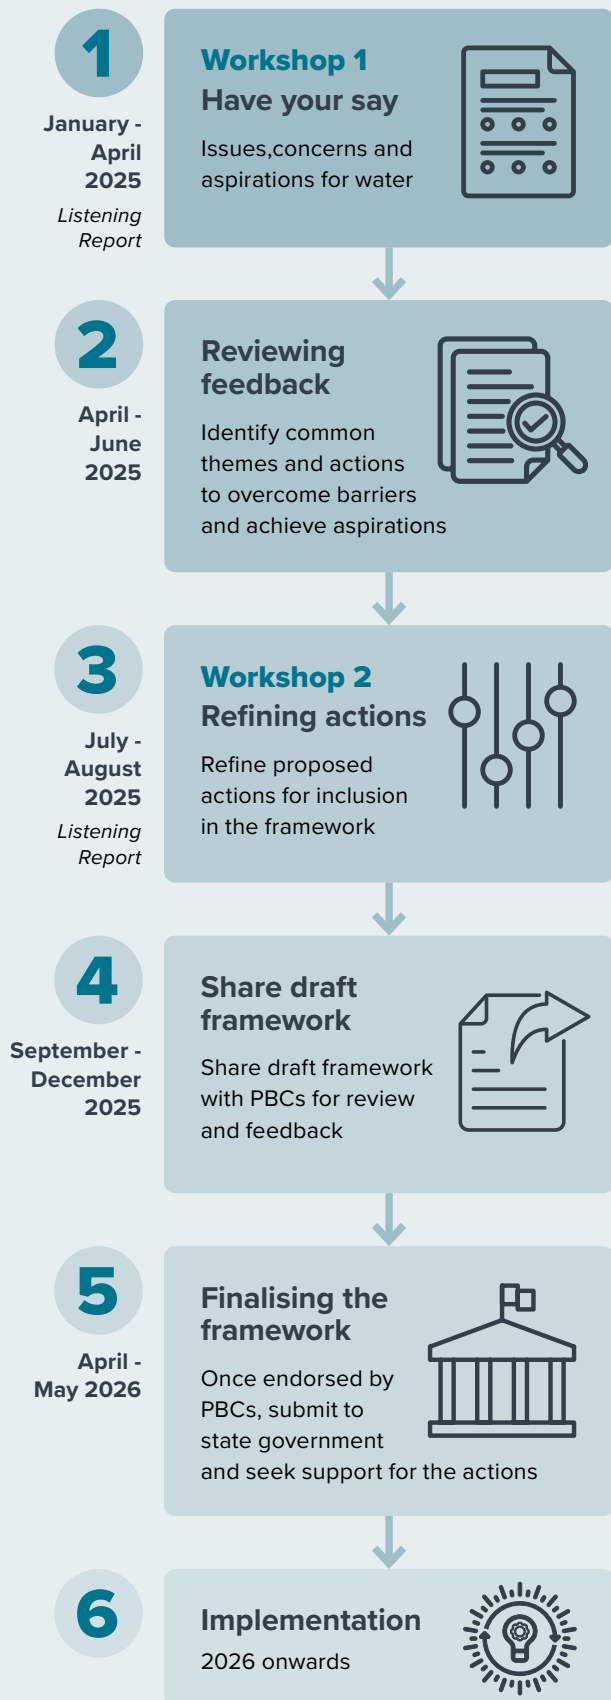 1
January -
April
2025
Listening
Report
Workshop 1
Have your say
Issues,concerns and
aspirations for water
2
April -
June
2025
Reviewing
feedback
Identify common
themes and actions
to overcome barriers
and achieve aspirations
3
July -
August
2025
Listening
Report
Workshop 2
Refining actions
Refine proposed
actions for inclusion
in the framework
4
September -
December
2025
Share draft
framework
Share draft framework
with PBCs for review
and feedback
5
April -
May 2026
Finalising the
framework
Once endorsed by
PBCs, submit to
state government
and seek support for the actions
6
Implementation
2026 onwards